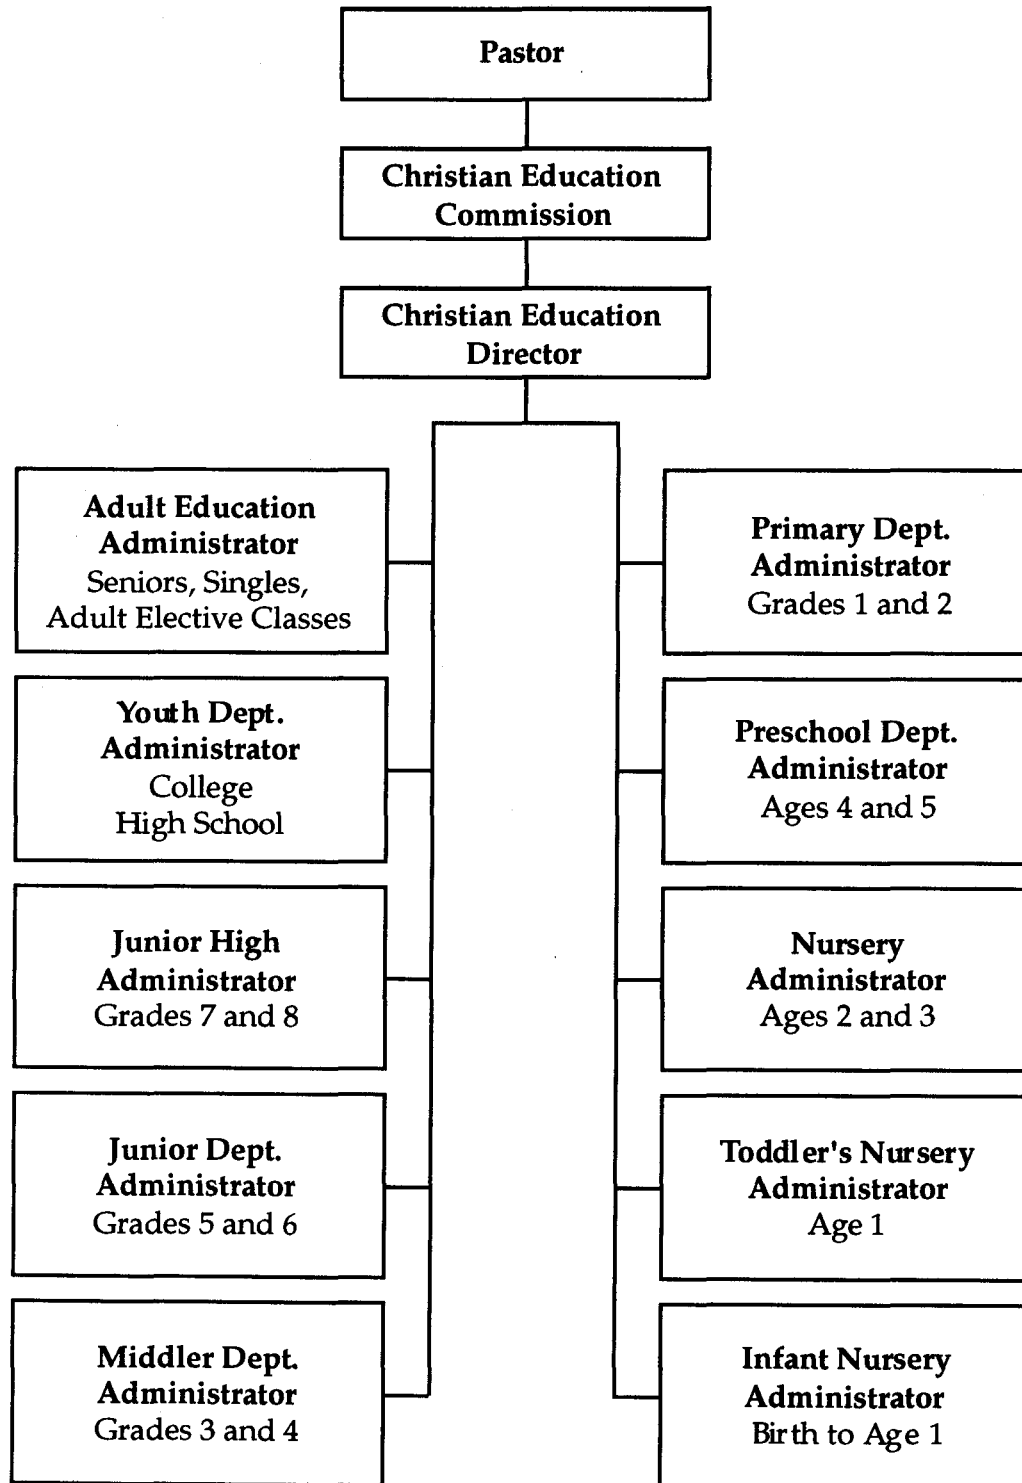 Pastor
Christian Education
Commission
Christian Education
Director
Adult Education
Administrator
Seniors, Singles,
Adult Elective Classes
Youth Dept.
Administrator
College
High School
Junior High
Administrator
Grades 7 and 8
Junior Dept.
Administrator
Grades 5 and 6
Middler Dept.
Administrator
Grades 3 and 4
Primary Dept.
Administrator
Grades 1 and 2
Preschool Dept.
Administrator
Ages 4 and 5
Nursery
Administrator
Ages 2 and 3
Toddler's Nursery
Administrator
Age 1
Infant Nursery
Administrator
Birth to Age 1